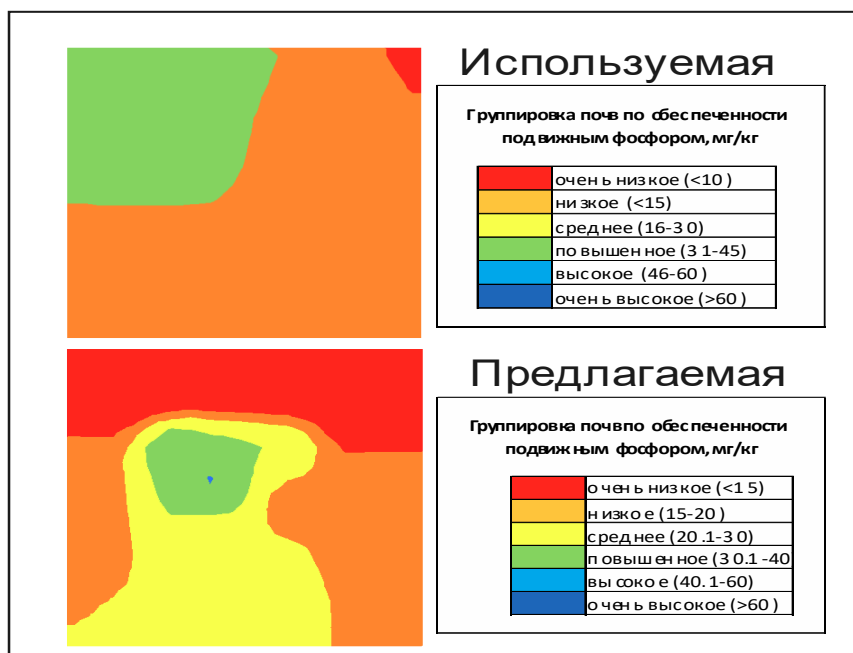 Используемая
Группировка почв по обеспеченности
подвижным фосфором, мг/кг
очень низкое (<10)
низкое (<15)
среднее (16-30)
повышенное (31-45)
высокое (46-60)
очень высокое (>60)
Предлагаемая
Группировка почв по обеспеченности
подвижным фосфором, мг/кг
очень низкое (<15)
низкое (15-20)
среднее (20.1-30)
повышенное (30.1-40
высокое (40.1-60)
очень высокое (>60)